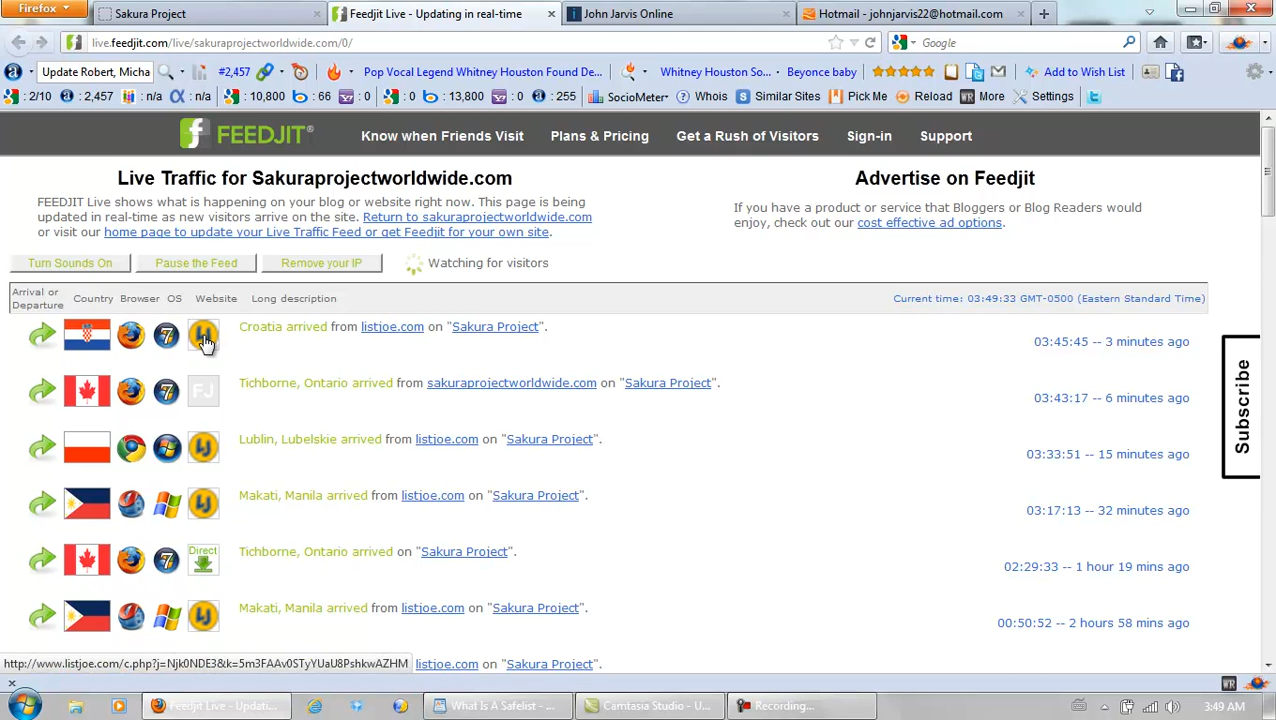 Firefox
Sakura Project
Feedjit Live - Updating in real-time
John Jarvis Online
Hotmail - johnjarvis22@hotmail.com
live.feedjit.com/live/sakuraprojectworldwide.com/0/
Google
Update Robert, Micha
#2,457
Pop Vocal Legend Whitney Houston Found De...
Whitney Houston So...
Beyonce baby
Add to Wish List
: 2/10
: 2,457
: n/a
: n/a
: 10,800
: 66
: 0
: 0
: 13,800
: 0
: 255
SocioMeter
Whois
Similar Sites
Pick Me
Reload
WR More
Settings
FEEDJIT®
Know when Friends Visit
Plans & Pricing
Get a Rush of Visitors
Sign-in
Support
Live Traffic for Sakuraprojectworldwide.com
Advertise on Feedjit
FEEDJIT Live shows what is happening on your blog or website right now. This page is being
updated in real-time as new visitors arrive on the site. Return to sakuraprojectworldwide.com
or visit our home page to update your Live Traffic Feed or get Feedjit for your own site.
If you have a product or service that Bloggers or Blog Readers would
enjoy, check out our cost effective ad options.
Turn Sounds On
Pause the Feed
Remove your IP
Watching for visitors
Arrival or
Departure
Country
Browser
OS
Website
Long description
Current time: 03:49:33 GMT-0500 (Eastern Standard Time)
Croatia arrived from listjoe.com on "Sakura Project".
03:45:45 -- 3 minutes ago
FJ
Tichborne, Ontario arrived from sakuraprojectworldwide.com on "Sakura Project".
03:43:17 -- 6 minutes ago
Lublin, Lubelskie arrived from listjoe.com on "Sakura Project".
03:33:51 -- 15 minutes ago
Makati, Manila arrived from listjoe.com on "Sakura Project".
03:17:13 -- 32 minutes ago
Direct
Tichborne, Ontario arrived on "Sakura Project".
02:29:33 -- 1 hour 19 mins ago
Makati, Manila arrived from listjoe.com on "Sakura Project".
00:50:52 -- 2 hours 58 mins ago
Subscribe
http://www.listjoe.com/c.php?j=Njk0NDE3&k=5m3FAAv0STyYUaU8PshkwAZHM
listjoe.com on "Sakura Project".
WR
Feedjit Live - Updati...
What Is A Safelist - ...
Camtasia Studio - U...
Recording...
3:49 AM